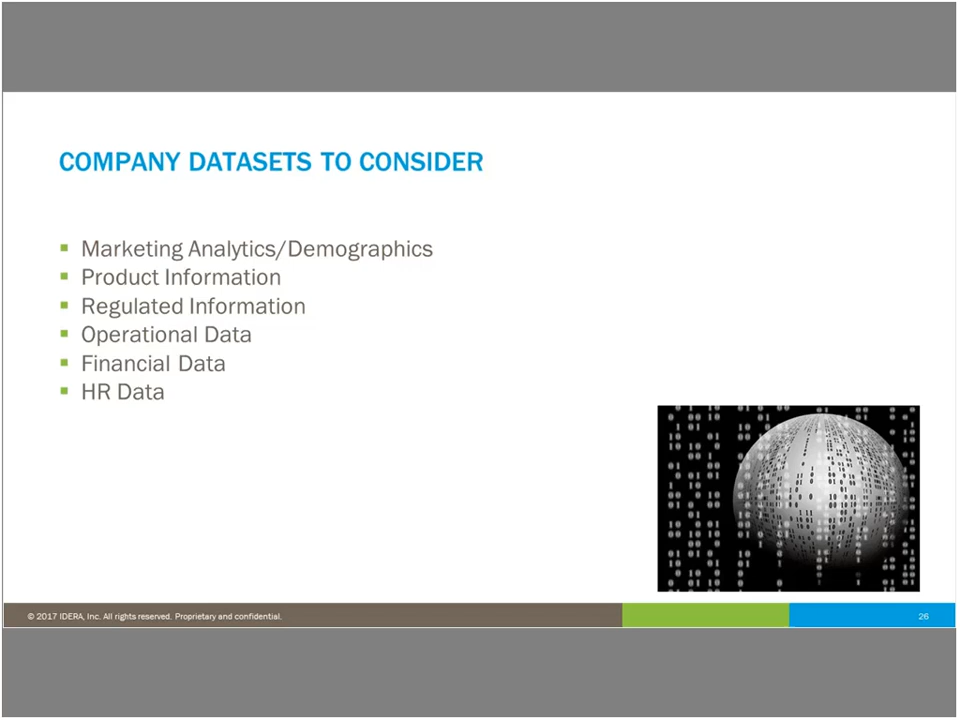 COMPANY DATASETS TO CONSIDER
▪ Marketing Analytics/Demographics
▪ Product Information
▪ Regulated Information
▪ Operational Data
▪ Financial Data
▪ HR Data
© 2017 IDERA, Inc. All rights reserved. Proprietary and confidential.
26